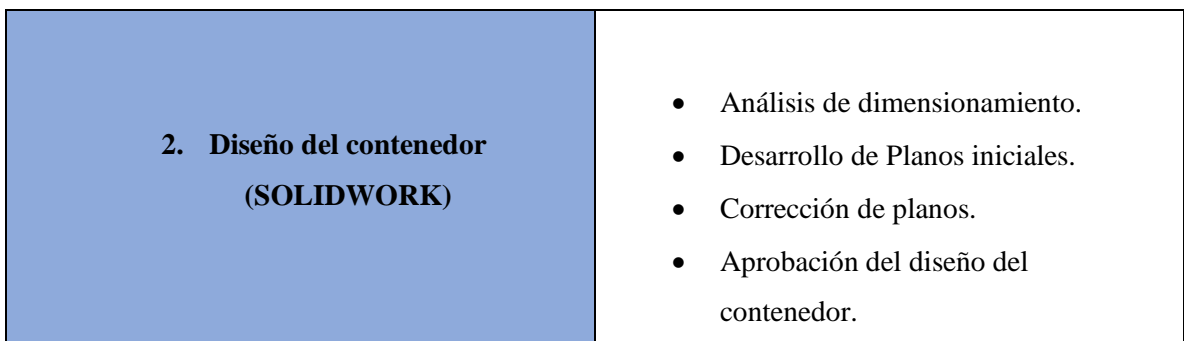 2. Diseño del contenedor
(SOLIDWORK)
• Análisis de dimensionamiento.
• Desarrollo de Planos iniciales.
• Corrección de planos.
• Aprobación del diseño del
contenedor.